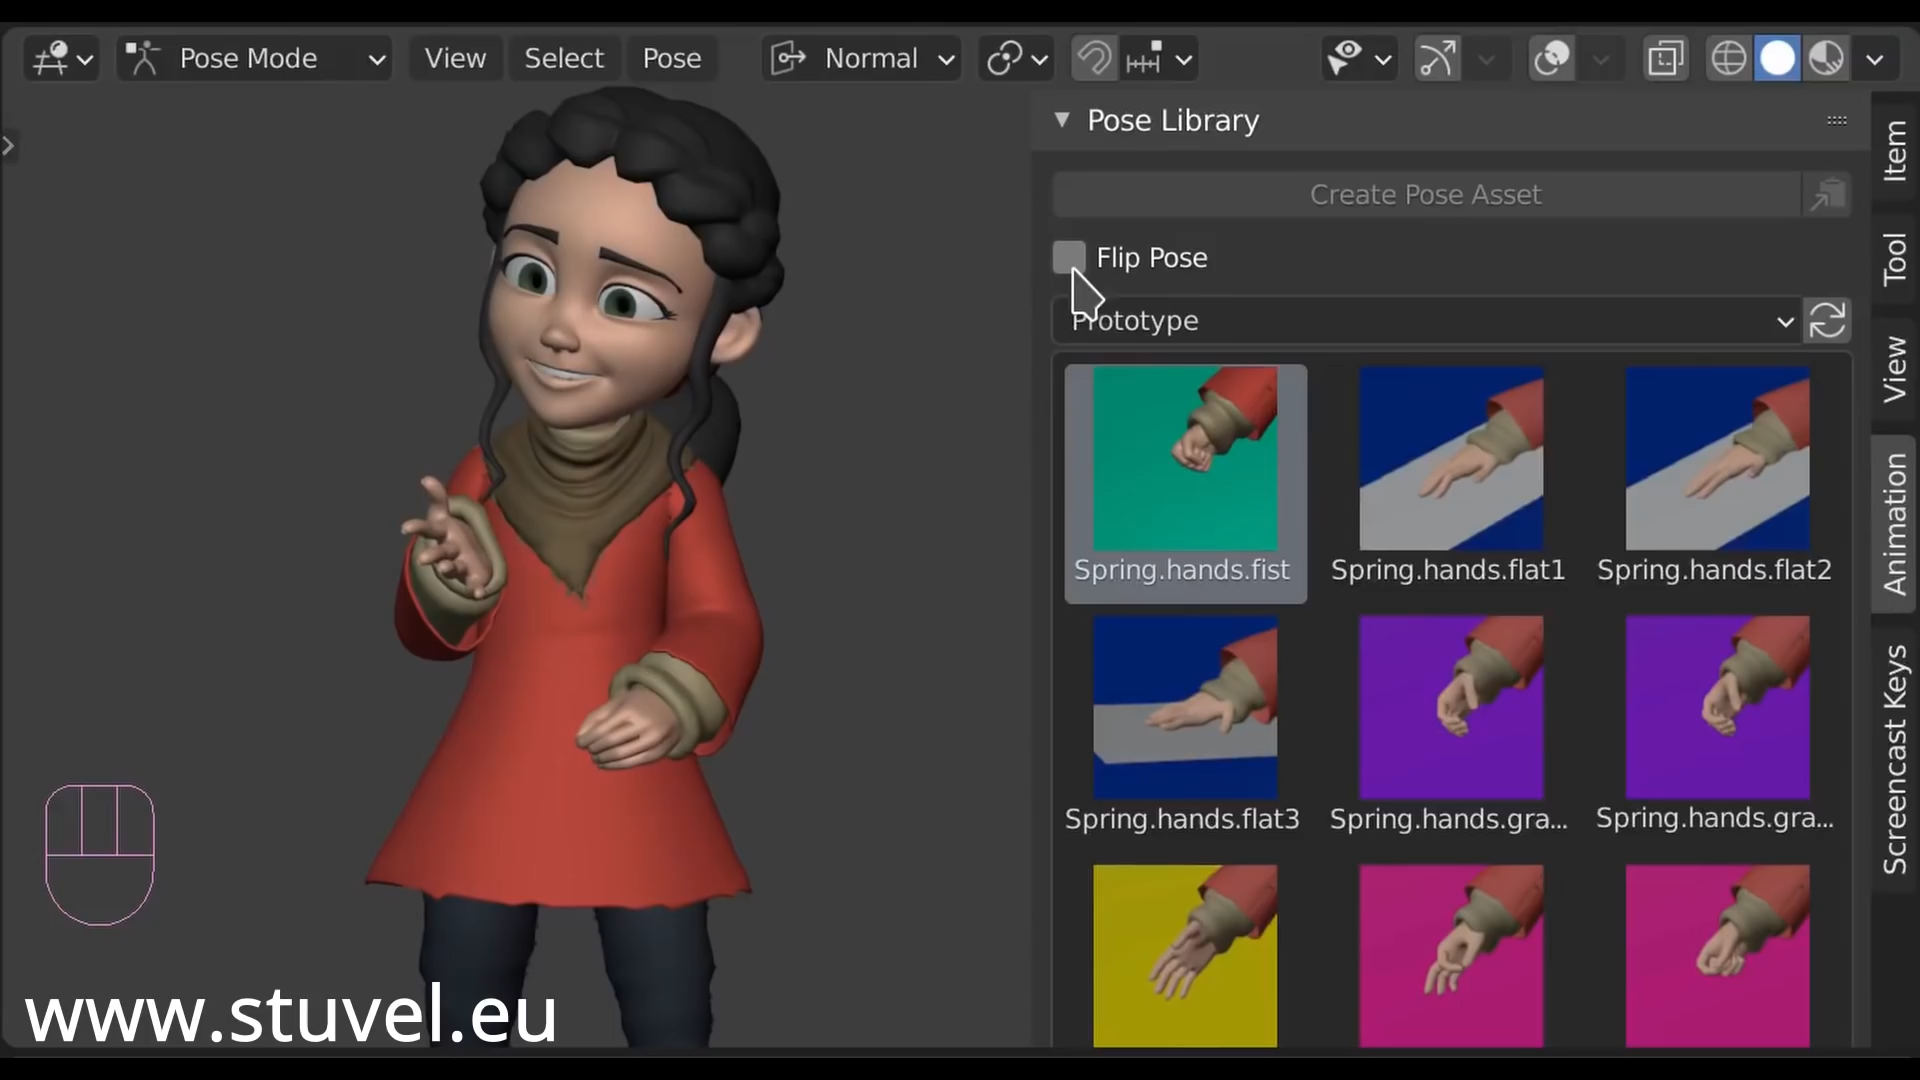 Pose Mode
View
Select
Pose
Normal
Pose Library
Create Pose Asset
Flip Pose
Prototype
Spring.hands.fist
Spring.hands.flat1
Spring.hands.flat2
Spring.hands.flat3
Spring.hands.gra...
Spring.hands.gra...
Item
Tool
View
Animation
Screencast Keys
www.stuvel.eu